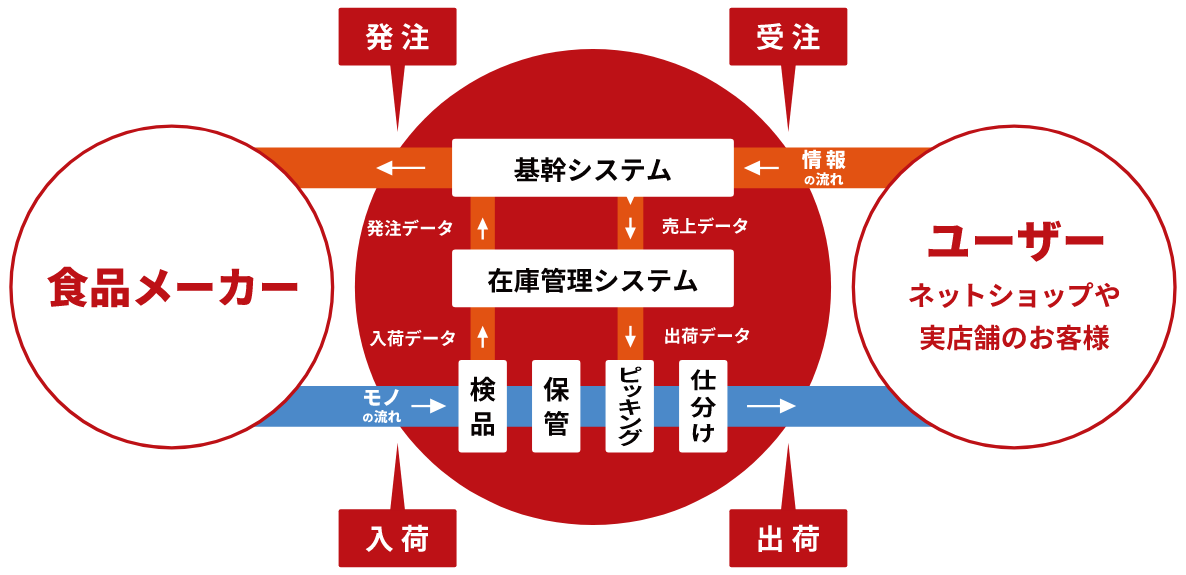 発注
受注
基幹システム
情報
の流れ
発注データ
売上データ
食品メーカー
在庫管理システム
ユーザー
ネットショップや
実店舗のお客様
入荷データ
出荷データ
モノ
の流れ
検品
保管
ピッキング
仕分け
入荷
出荷